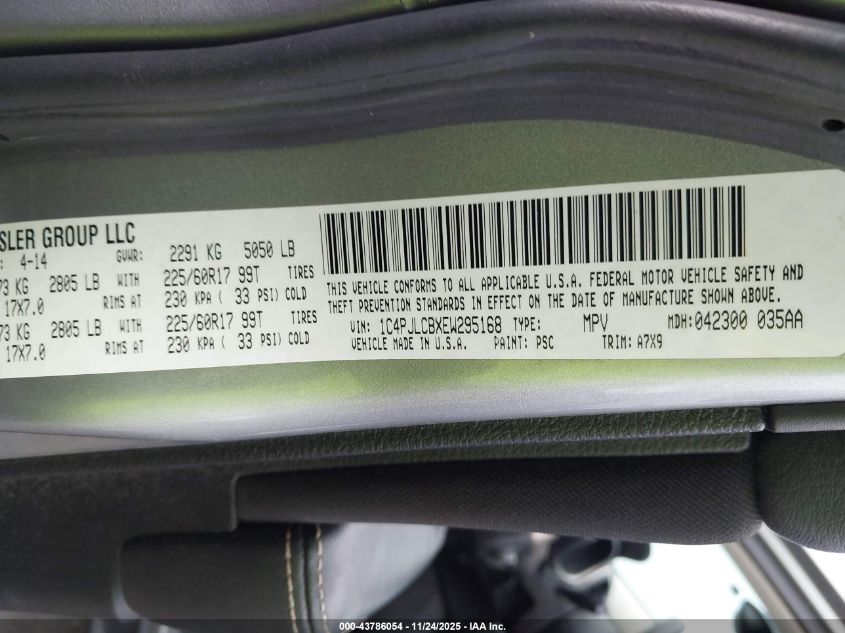 SLER GROUP LLC
: 4-14 GVWR: 2291 KG 5050 LB
73 KG 2805 LB WITH 225/60R17 99T TIRES
17X7.0 RIMS AT 230 KPA ( 33 PSI) COLD
73 KG 2805 LB WITH 225/60R17 99T TIRES
17X7.0 RIMS AT 230 KPA ( 33 PSI) COLD
THIS VEHICLE CONFORMS TO ALL APPLICABLE U.S.A. FEDERAL MOTOR VEHICLE SAFETY AND
THEFT PREVENTION STANDARDS IN EFFECT ON THE DATE OF MANUFACTURE SHOWN ABOVE.
VIN: 1C4PJLCBXEW295168 TYPE: MPV MDH:042300 035AA
VEHICLE MADE IN U.S.A. PAINT: PSC TRIM: A7X9
000-43786054 - 11/24/2025 - IAA Inc.